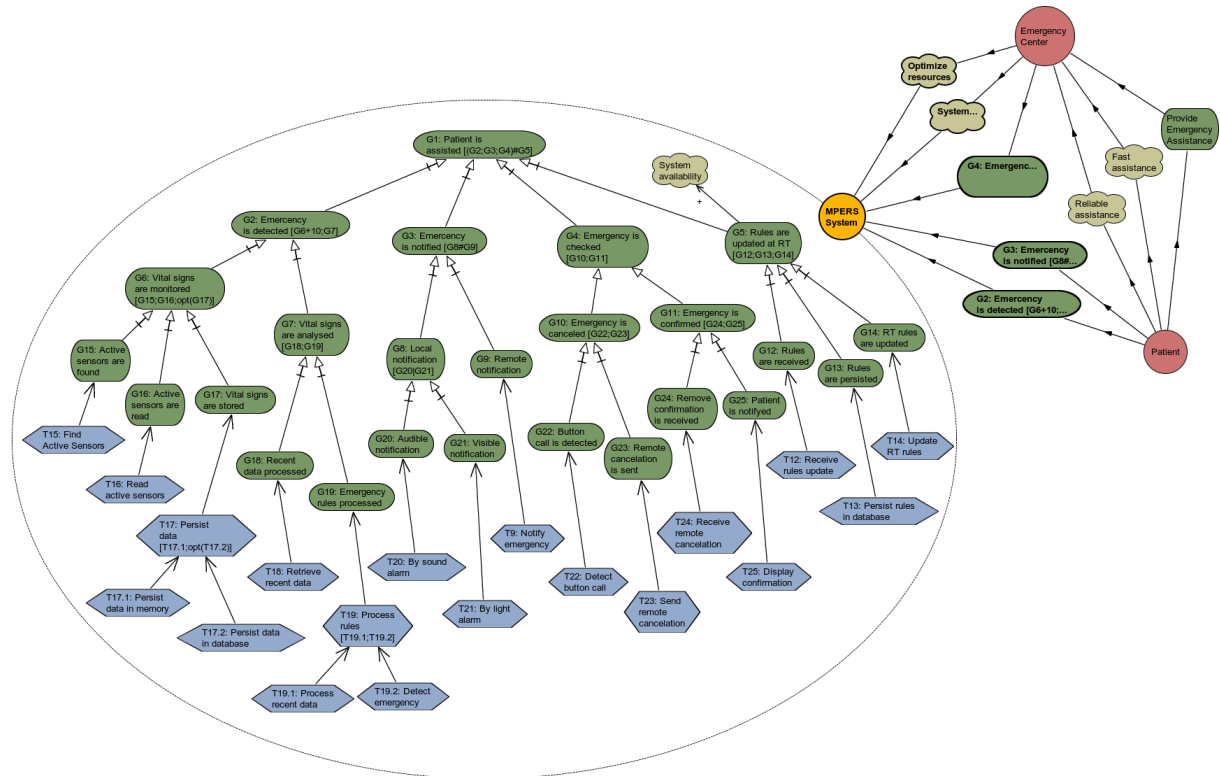 Emergency
Center
Optimize
resources
System...
Provide
Emergency
Assistance
G1: Patient is
assisted [(G2;G3;G4)#G5]
System
availability
+
G4: Emergenc...
Fast
assistance
Reliable
assistance
MPERS
System
G2: Emercency
is detected [G6+10;G7]
G3: Emercency
is notified [G8#G9]
G4: Emergency is
checked
[G10;G11]
G5: Rules are
updated at RT
[G12;G13;G14]
G3: Emercency
is notified [G8#...
G2: Emercency
is detected [G6+10;...
Patient
G6: Vital signs
are monitored
[G15;G16;opt(G17)]
G7: Vital signs
are analysed
[G18;G19]
G8: Local
notification
[G20|G21]
G9: Remote
notification
G10: Emergency is
canceled [G22;G23]
G11: Emergency is
confirmed [G24;G25]
G12: Rules
are received
G13: Rules
are persisted
G14: RT rules
are updated
G15: Active
sensors are
found
G16: Active
sensors are
read
G17: Vital signs
are stored
G24: Remove
confirmation
is received
G25: Patient
is notifyed
G20: Audible
notification
G21: Visible
notification
G22: Button
call is detected
G23: Remote
cancelation
is sent
T15: Find
Active Sensors
T12: Receive
rules update
T14: Update
RT rules
G18: Recent
data processed
G19: Emergency
rules processed
T16: Read
active sensors
T13: Persist rules
in database
T17: Persist
data
[T17.1;opt(T17.2)]
T9: Notify
emergency
T24: Receive
remote
cancelation
T18: Retrieve
recent data
T20: By sound
alarm
T22: Detect
button call
T25: Display
confirmation
T17.1: Persist
data in memory
T21: By light
alarm
T23: Send
remote
cancelation
T17.2: Persist data
in database
T19: Process
rules
[T19.1;T19.2]
T19.1: Process
recent data
T19.2: Detect
emergency